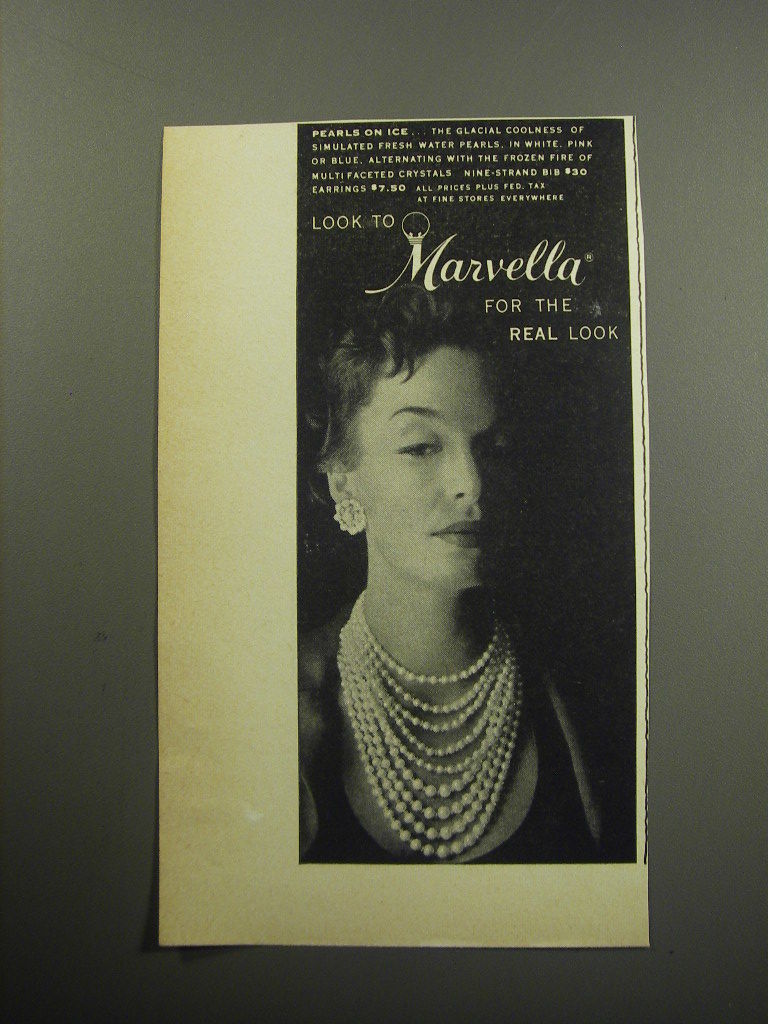 PEARLS ON ICE... THE GLACIAL COOLNESS OF
SIMULATED FRESH WATER PEARLS, IN WHITE, PINK
OR BLUE, ALTERNATING WITH THE FROZEN FIRE OF
MULTI FACETED CRYSTALS NINE-STRAND BIB $30
EARRINGS $7.50 ALL PRICES PLUS FED. TAX
AT FINE STORES EVERYWHERE
LOOK TO
Marvella®
FOR THE
REAL LOOK